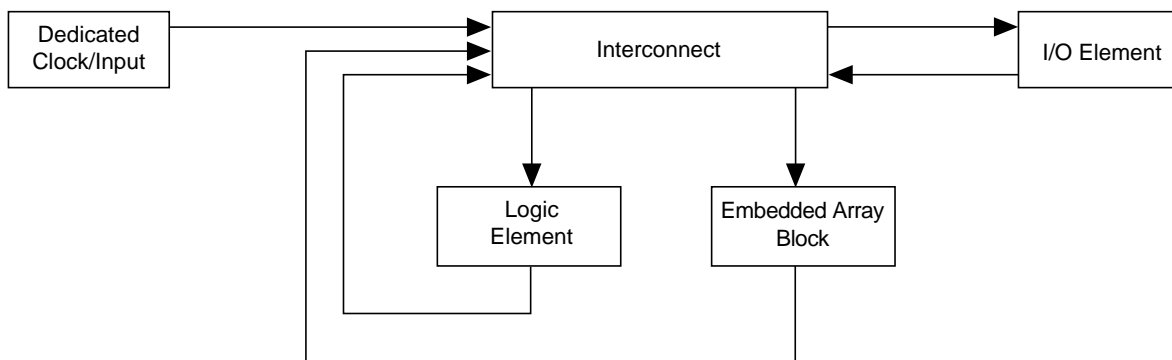 Dedicated
Clock/Input
Interconnect
I/O Element
Logic
Element
Embedded Array
Block